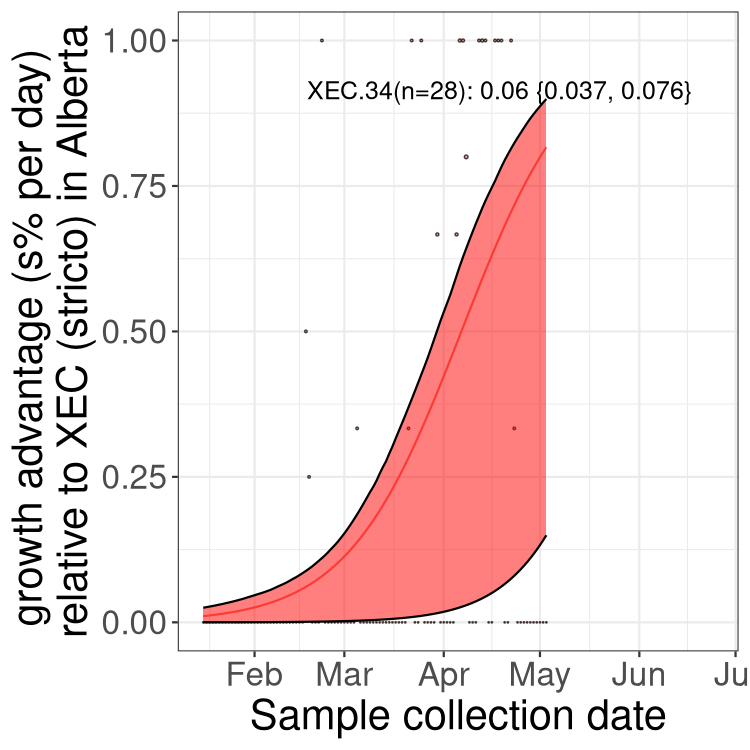 growth advantage (s% per day)
relative to XEC (stricto) in Alberta
1.00
0.75
0.50
0.25
0.00
XEC.34(n=28): 0.06 {0.037, 0.076}
Feb Mar Apr May Jun Ju
Sample collection date